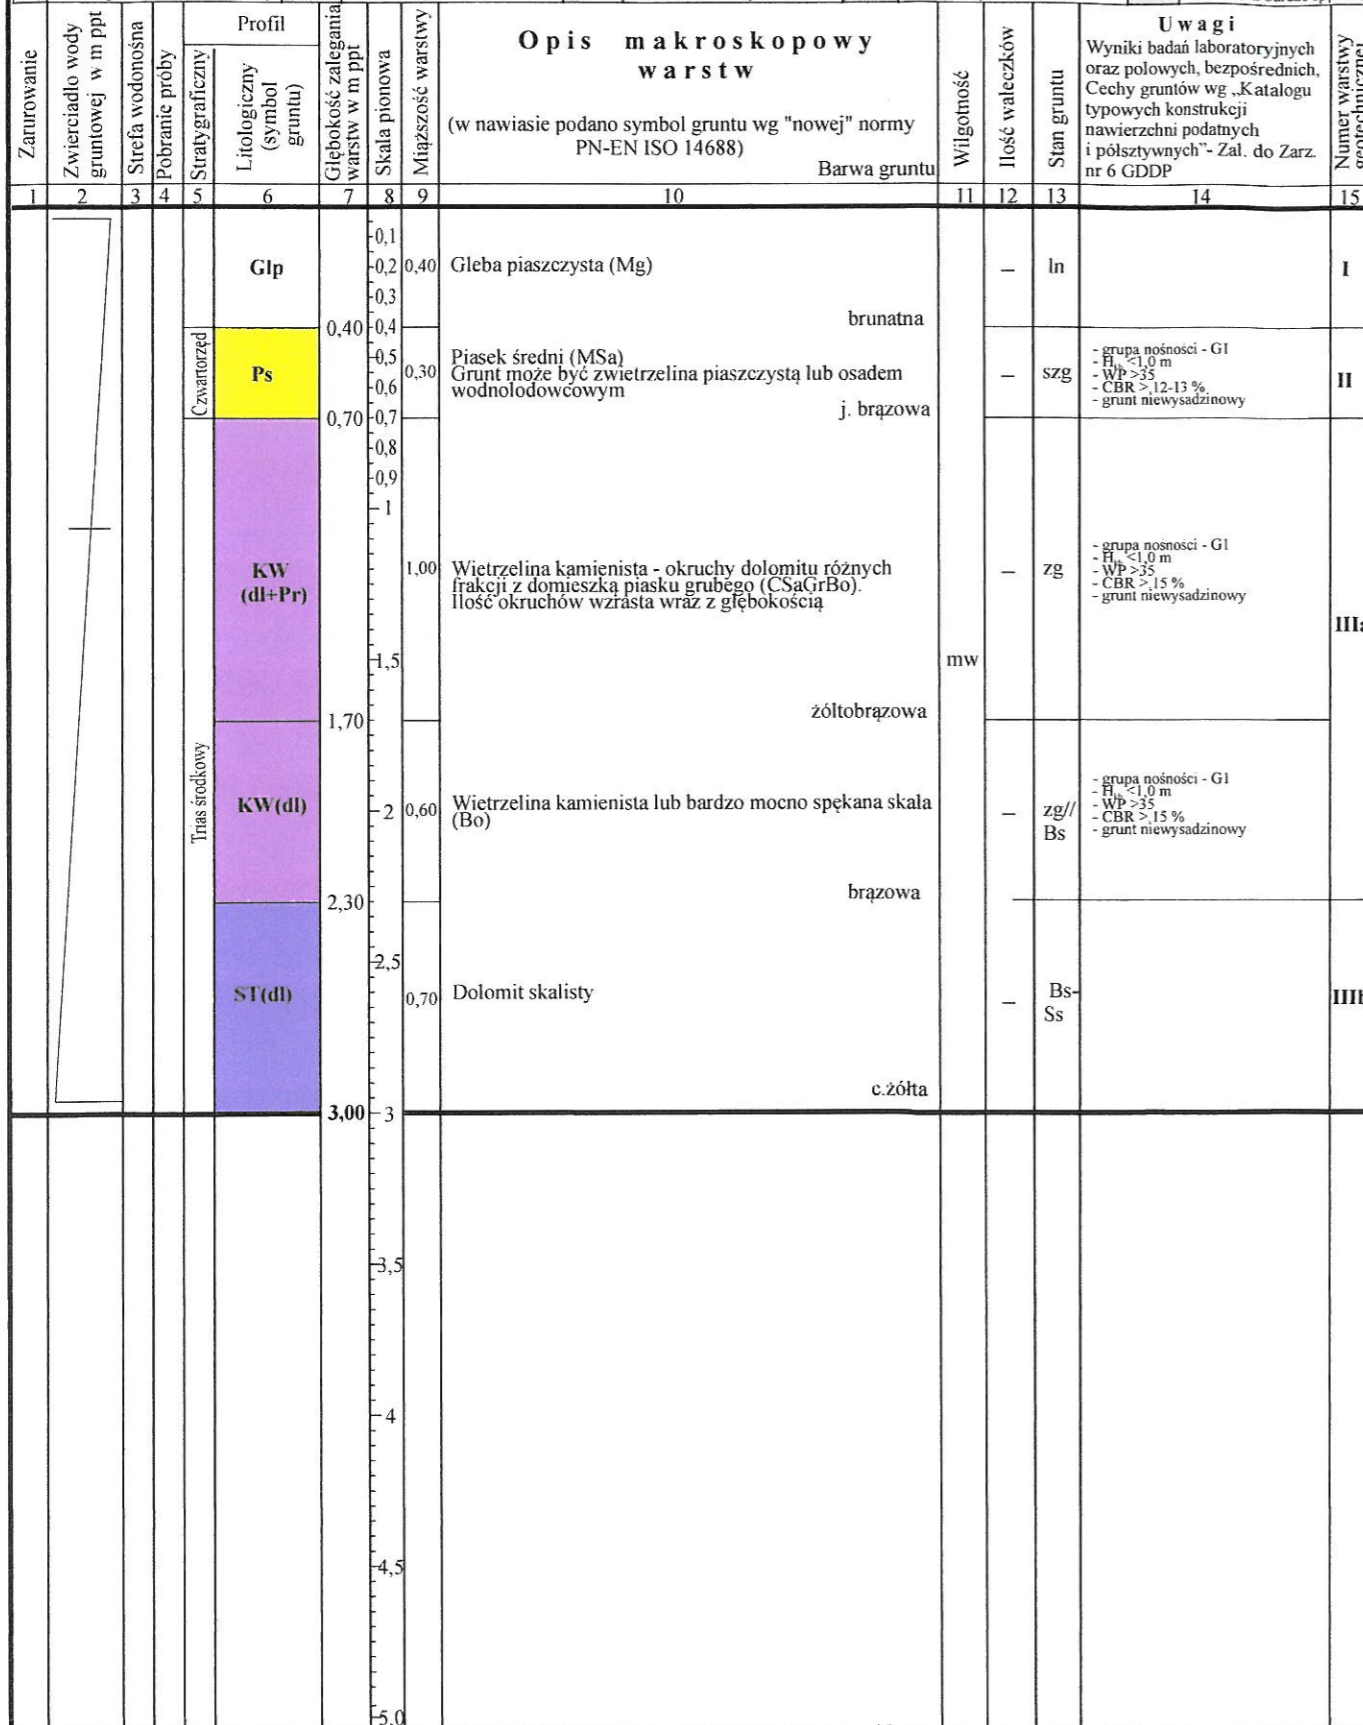 Zarurowanie
Zwierciadło wody
gruntowej w m ppt
Strefa wodonośna
Pobranie próby
Profil
Stratygraficzny
Litologiczny
(symbol
gruntu)
Głębokość zalegania
warstw w m ppt
Skala pionowa
Miąższość warstwy
Opis makroskopowy
warstw
(w nawiasie podano symbol gruntu wg "nowej" normy
PN-EN ISO 14688)
Barwa gruntu
Wilgotność
Ilość wałeczków
Stan gruntu
Uwagi
Wyniki badań laboratoryjnych
oraz polowych, bezpośrednich,
Cechy gruntów wg „Katalogu
typowych konstrukcji
nawierzchni podatnych
i półsztywnych”- Zał. do Zarz.
nr 6 GDDP
Numer warstwy
geotechnicznej
1 2 3 4 5 6 7 8 9 10 11 12 13 14 15
0,1
Glp 0,2 0,40 Gleba piaszczysta (Mg) – ln I
0,3
brunatna
0,40 0,4
Czwartorzęd
Ps
0,5
0,30
0,6
Piasek średni (MSa)
Grunt może być zwietrzelina piaszczystą lub osadem
wodnolodowcowym
j. brązowa
– szg
- grupa nośności - G1
- <1,0 m
- WP >35
- CBR > 12-13 %
- grunt niewysadzinowy
II
0,70 0,7
0,8
0,9
1
KW
(dl+Pr)
1,00
Wietrzelina kamienista - okruchy dolomitu różnych
frakcji z domieszką piasku grubego (CSaGrBo).
Ilość okruchów wzrasta wraz z głębokością
– zg
- grupa nosnosci - G1
- <1,0 m
- WP >35
- CBR > 15 %
- grunt niewysadzinowy
IIIa
1,5
mw
żółtobrązowa
1,70
Trias środkowy
KW(dl)
2
0,60
Wietrzelina kamienista lub bardzo mocno spękana skała
(Bo)
– zg//
Bs
- grupa nośności - G1
- <1,0 m
- WP >35
- CBR > 15 %
- grunt niewysadzinowy
brązowa
2,30
2,5
ST(dl)
0,70
Dolomit skalisty
– Bs-
Ss
IIIb
c.żółta
3,00 3
3,5
4
4,5
5,0